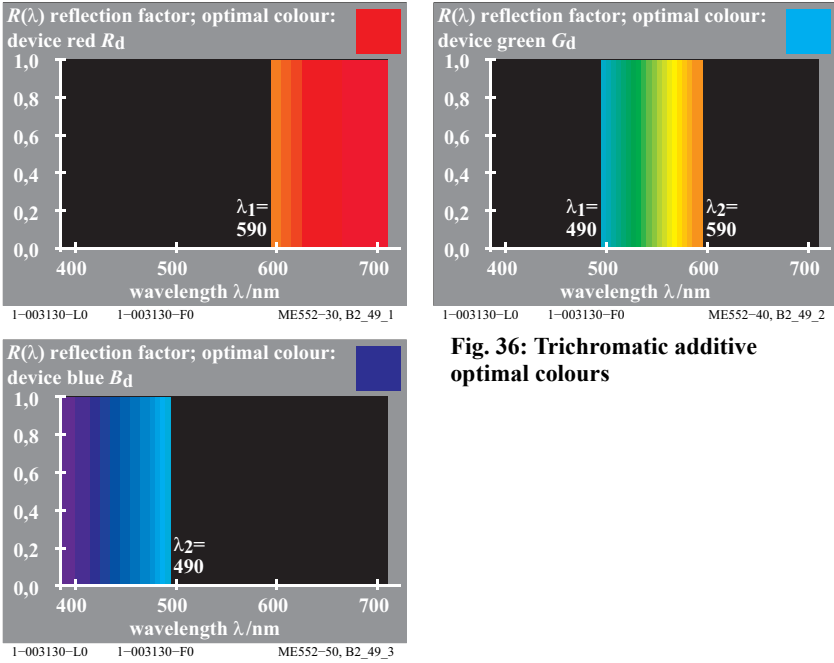 R(λ) reflection factor; optimal colour:
device red Rd
1,0
0,8
0,6
0,4
0,2
0,0
λ1=
590
400 500 600 700
wavelength λ/nm
1−003130−L0 1−003130−F0 ME552−30, B2_49_1
R(λ) reflection factor; optimal colour:
device green Gd
1,0
0,8
0,6
0,4
0,2
0,0
λ1=
490
λ2=
590
400 500 600 700
wavelength λ/nm
1−003130−L0 1−003130−F0 ME552−40, B2_49_2
R(λ) reflection factor; optimal colour:
device blue Bd
1,0
0,8
0,6
0,4
0,2
0,0
λ2=
490
400 500 600 700
wavelength λ/nm
1−003130−L0 1−003130−F0 ME552−50, B2_49_3
Fig. 36: Trichromatic additive
optimal colours